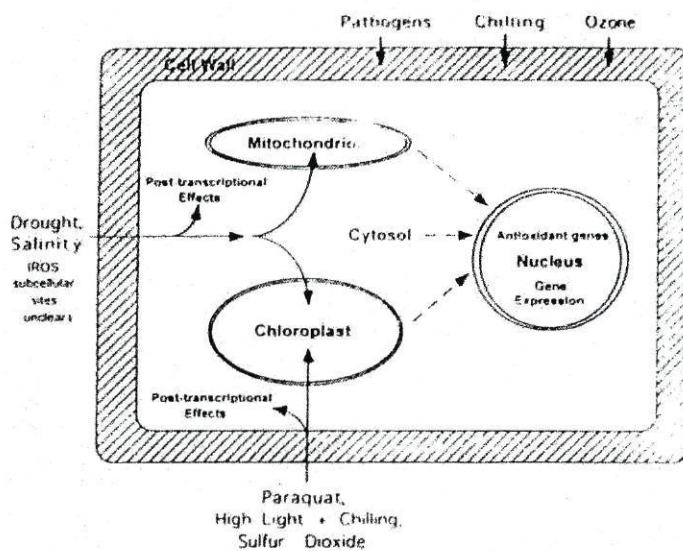 Pathogens Chilling Ozone
Cell Wall
Mitochondria
Post-transcriptional
Effects
Drought,
Salinity
(ROS
subcellular
sites
unclear)
Cytosol
Antioxidant genes
Nucleus
Gene
Expression
Chloroplast
Post-transcriptional
Effects
Paraquat,
High Light + Chilling,
Sulfur Dioxide